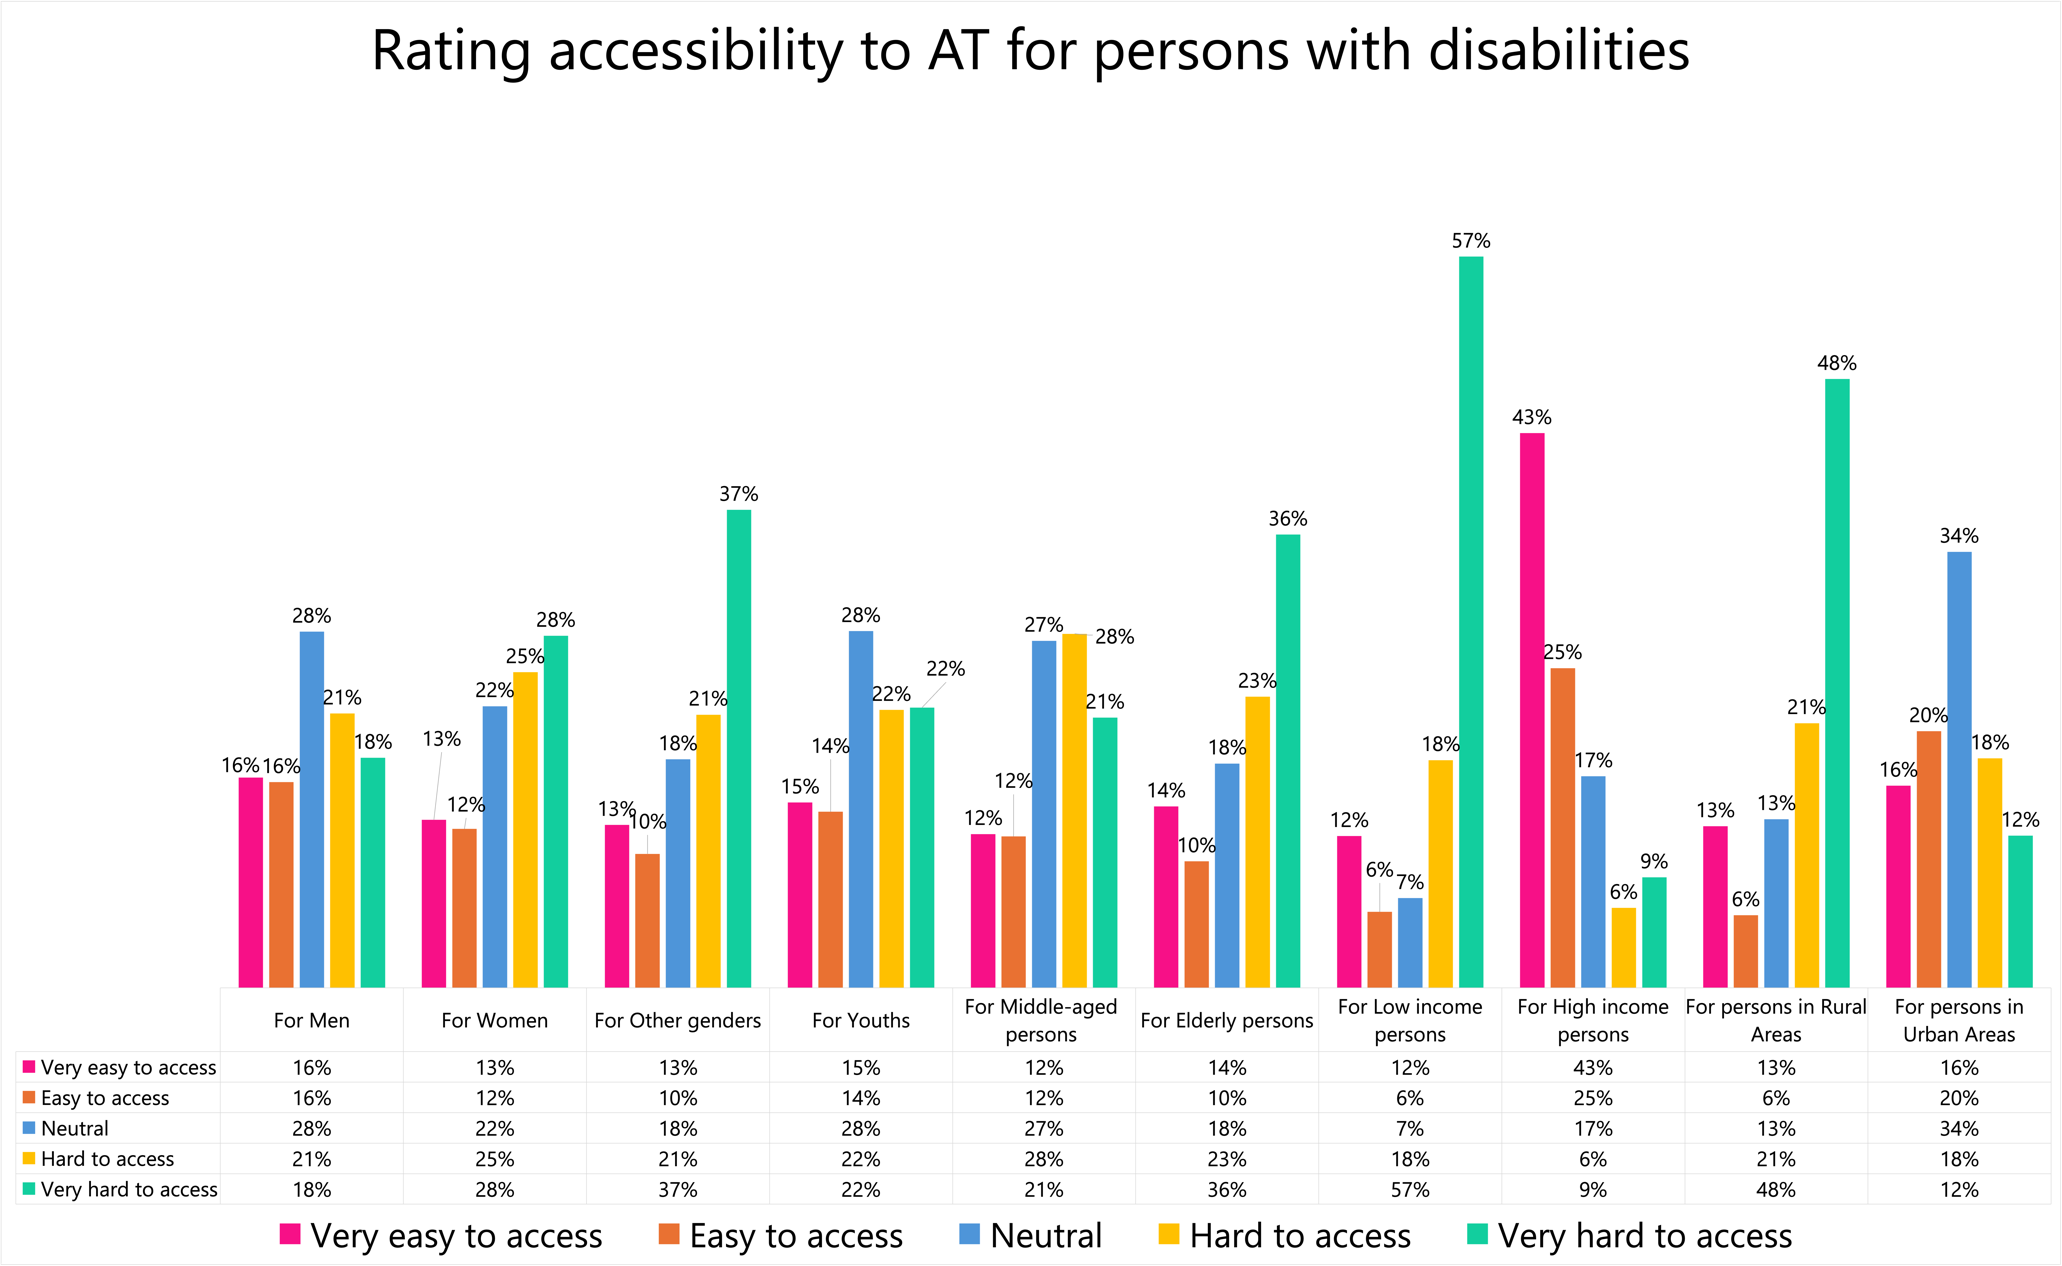 Rating accessibility to AT for persons with disabilities
16% 16% 28% 21% 18%
13% 12% 22% 25% 28%
13% 10% 18% 21% 37%
15% 14% 28% 22% 22%
12% 12% 27% 28% 21%
14% 10% 18% 23% 36%
12% 6% 7% 18% 57%
43% 25% 17% 6% 9%
13% 6% 13% 21% 48%
16% 20% 34% 18% 12%
For Men
For Women
For Other genders
For Youths
For Middle-aged
persons
For Elderly persons
For Low income
persons
For High income
persons
For persons in Rural
Areas
For persons in
Urban Areas
Very easy to access 16% 13% 13% 15% 12% 14% 12% 43% 13% 16%
Easy to access 16% 12% 10% 14% 12% 10% 6% 25% 6% 20%
Neutral 28% 22% 18% 28% 27% 18% 7% 17% 13% 34%
Hard to access 21% 25% 21% 22% 28% 23% 18% 6% 21% 18%
Very hard to access 18% 28% 37% 22% 21% 36% 57% 9% 48% 12%
Very easy to access Easy to access Neutral Hard to access Very hard to access